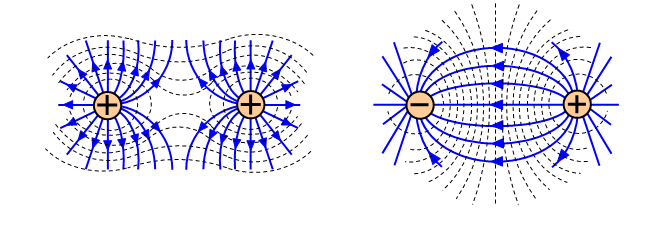 + + − +